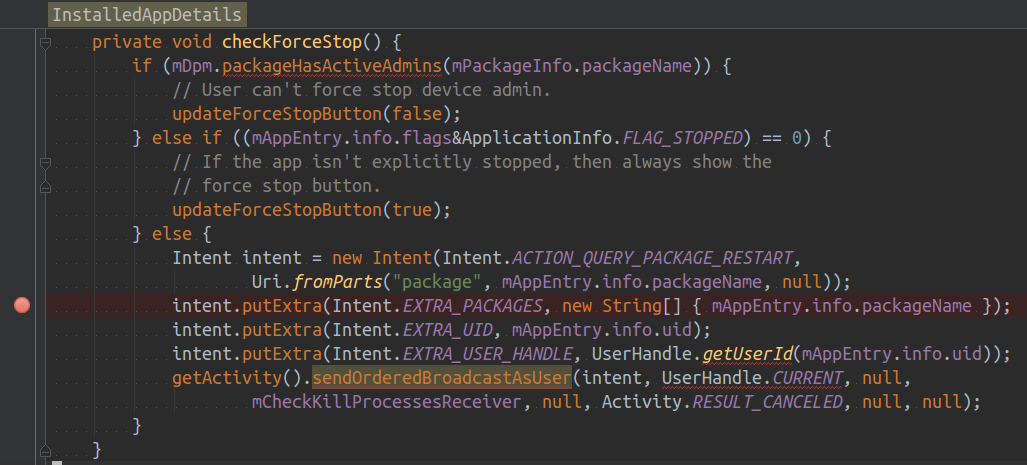 InstalledAppDetails
private void checkForceStop() {
if (mDpm.packageHasActiveAdmins(mPackageInfo.packageName)) {
// User can't force stop device admin.
updateForceStopButton(false);
} else if ((mAppEntry.info.flags&ApplicationInfo.FLAG_STOPPED) == 0) {
// If the app isn't explicitly stopped, then always show the
// force stop button.
updateForceStopButton(true);
} else {
Intent intent = new Intent(Intent.ACTION_QUERY_PACKAGE_RESTART,
Uri.fromParts("package", mAppEntry.info.packageName, null));
intent.putExtra(Intent.EXTRA_PACKAGES, new String[] { mAppEntry.info.packageName });
intent.putExtra(Intent.EXTRA_UID, mAppEntry.info.uid);
intent.putExtra(Intent.EXTRA_USER_HANDLE, UserHandle.getUserId(mAppEntry.info.uid));
getActivity().sendOrderedBroadcastAsUser(intent, UserHandle.CURRENT, null,
mCheckKillProcessesReceiver, null, Activity.RESULT_CANCELED, null, null);
}
}